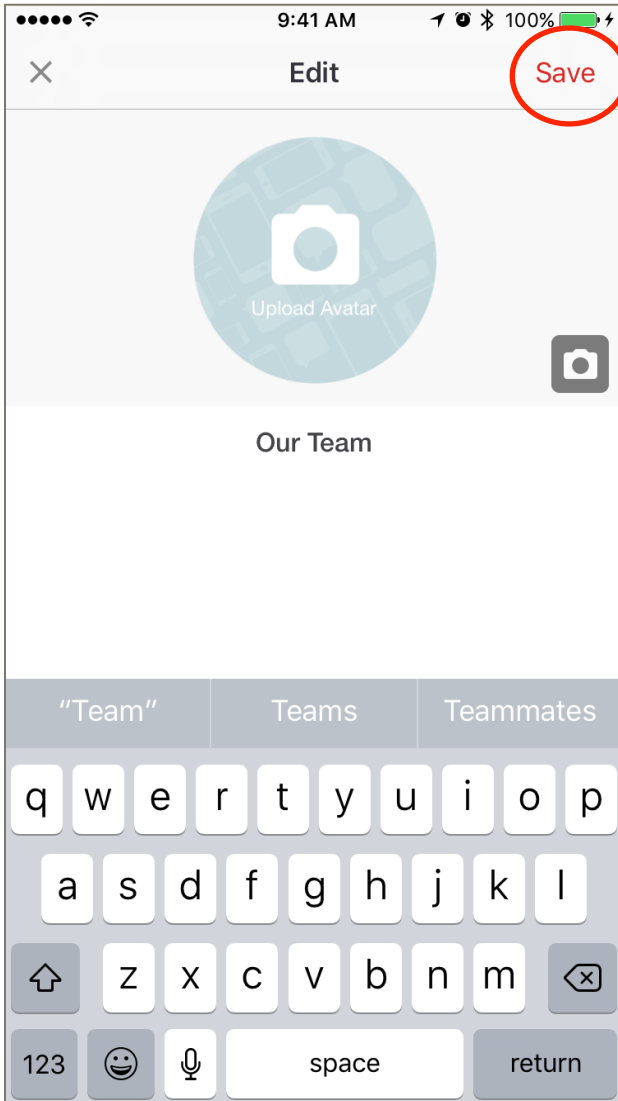 9:41 AM 100%
Edit Save
Upload Avatar
Our Team
“Team” Teams Teammates
q w e r t y u i o p
a s d f g h j k l
z x c v b n m
123 space return